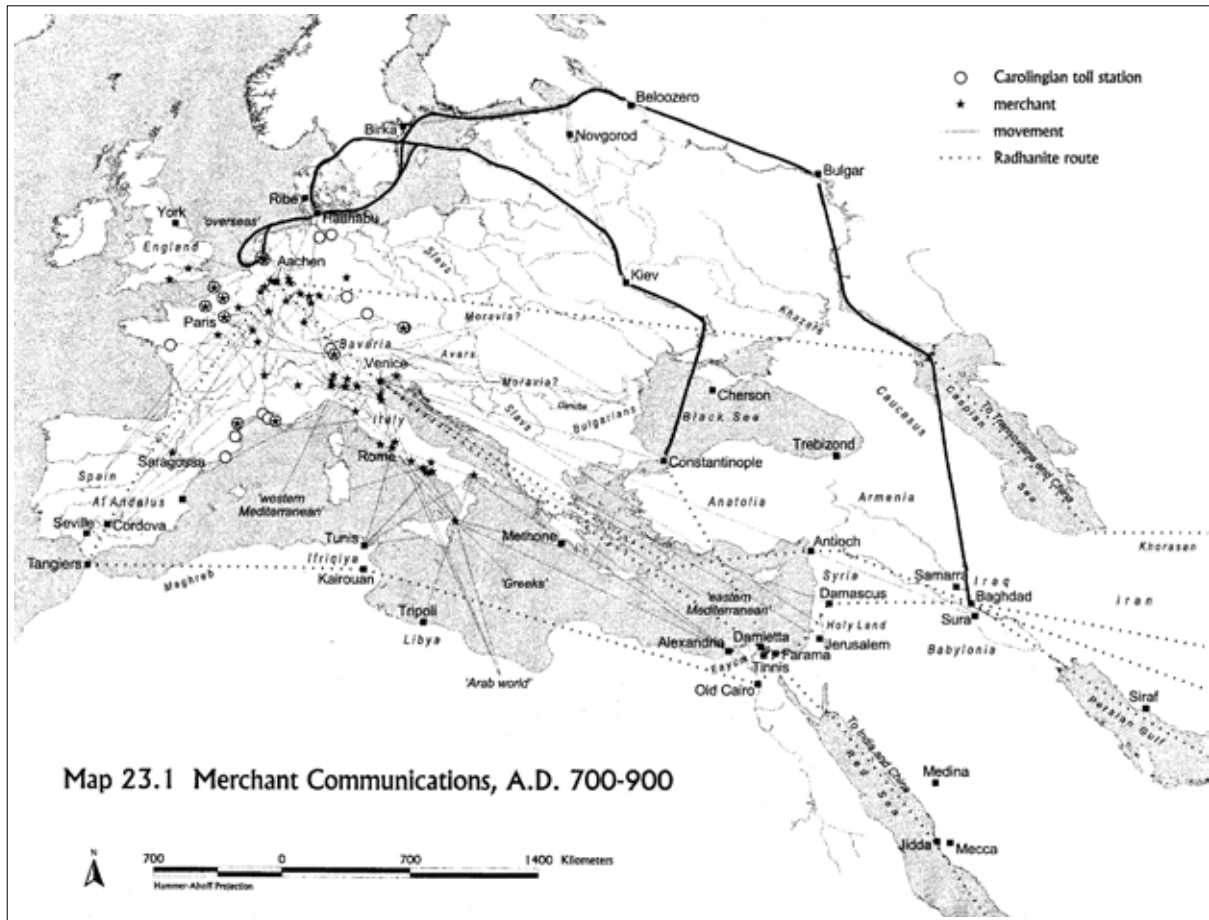 Carolingian toll station
merchant
movement
Radhanite route
Beloozero
Birka
Novgorod
Bulgar
Ribe
York
'overseas'
Haithabu
England
Aachen
Slavs
Kiev
Khazars
Paris
Moravia?
Bavaria
Avars
Venice
Moravia?
Cherson
Caucasus
Caspian
Sea
To Transoxiana and China
Slavs
Bulgarians
Black Sea
Italy
Trebizond
Saragossa
Rome
Constantinople
Spain
Al Andalus
'western
Mediterranean'
Anatolia
Armenia
Seville
Cordova
Tunis
Methone
Antioch
Khorasan
Tangiers
Ifriqiya
Maghreb
Kairouan
'Greeks'
Syria
Samarra
Iraq
'eastern
Mediterranean'
Damascus
Baghdad
Iran
Tripoli
Sura
Libya
Holy Land
Alexandria
Damietta
Jerusalem
Babylonia
Fayum
Farama
Tinnis
'Arab world'
Old Cairo
Siraf
Persian Gulf
To India and China
Red Sea
Medina
Map 23.1 Merchant Communications, A.D. 700-900
Jidda
Mecca
N
700 0 700 1400 Kilometers
Hammer-Aitoff Projection